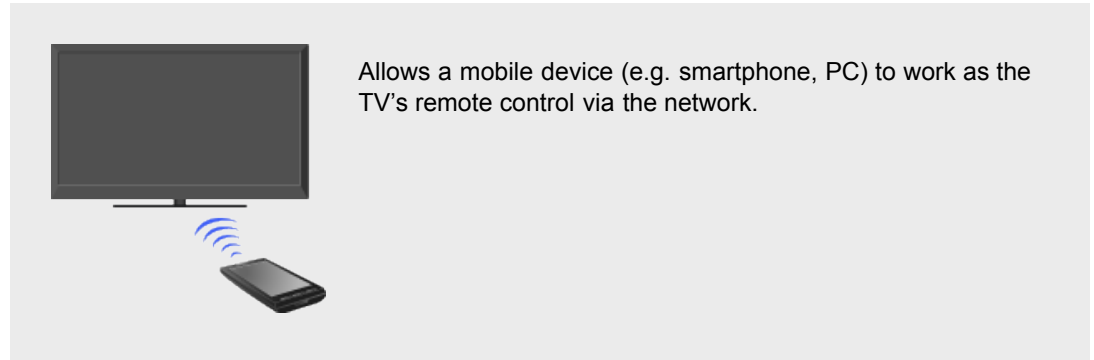 Allows a mobile device (e.g. smartphone, PC) to work as the
TV’s remote control via the network.